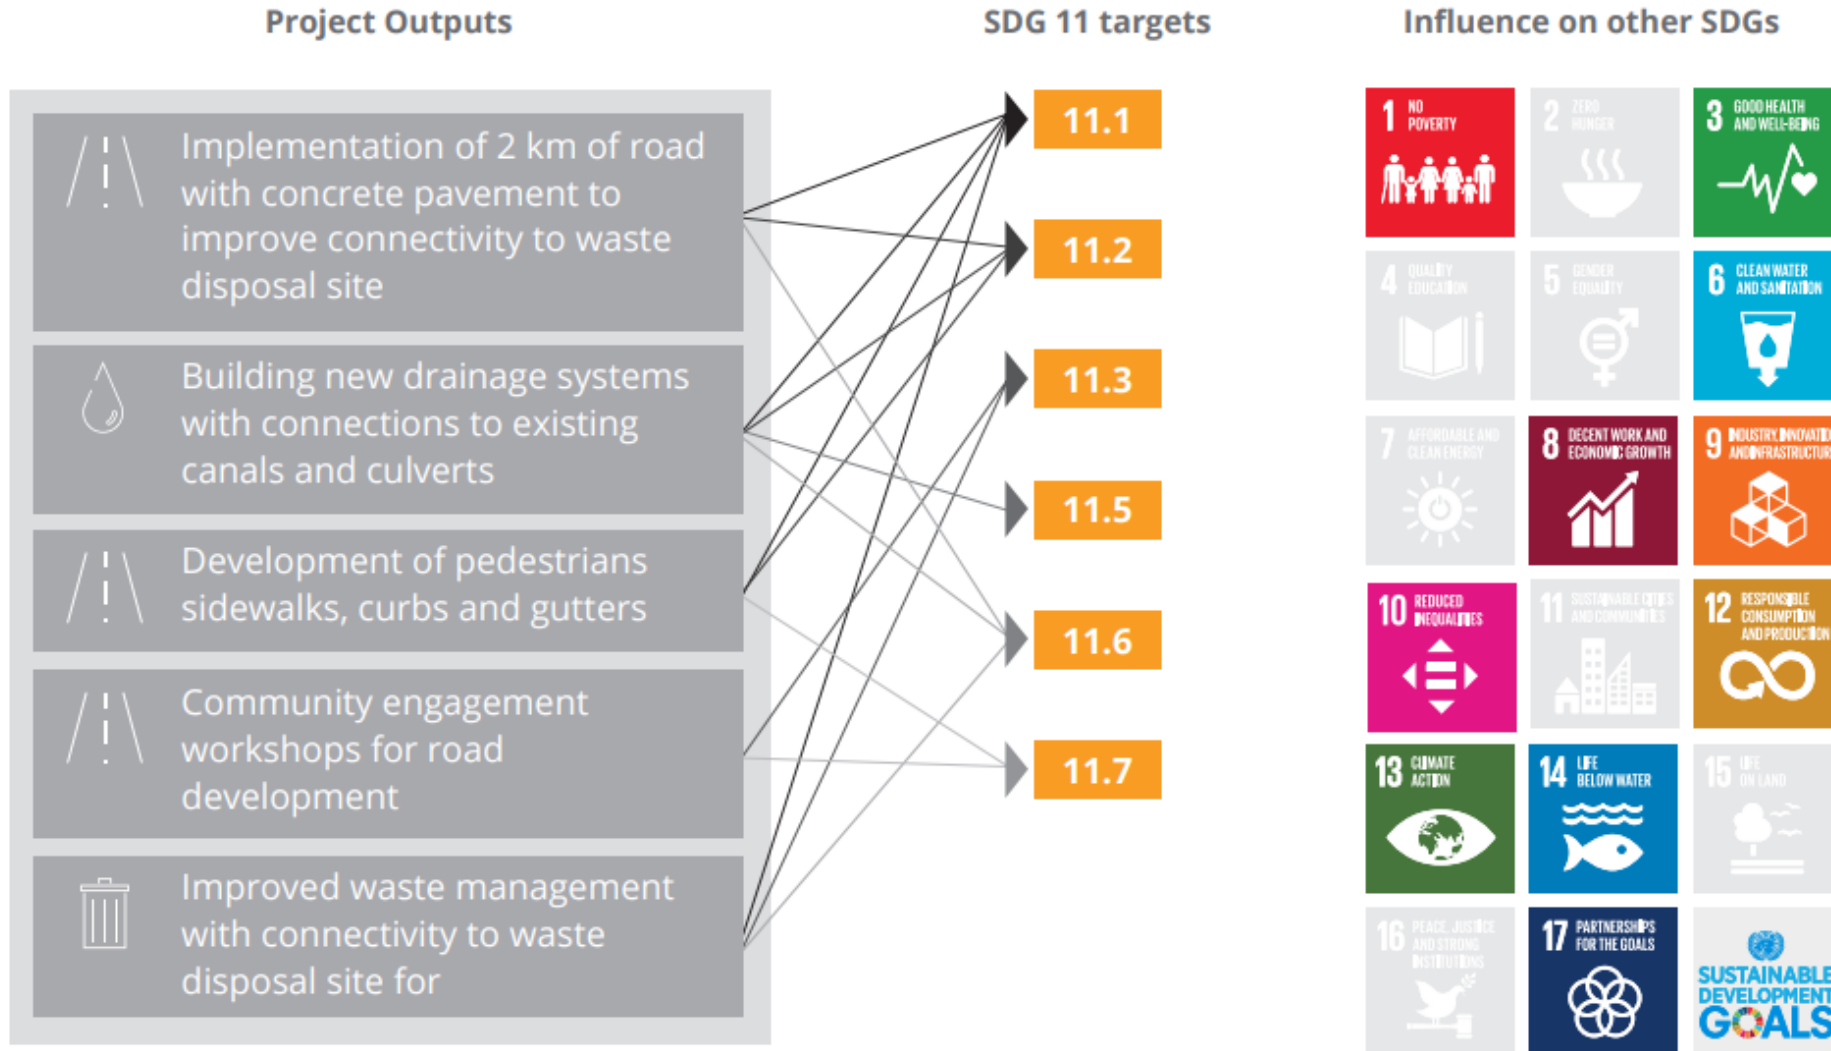 Project Outputs
SDG 11 targets
Influence on other SDGs
Implementation of 2 km of road
with concrete pavement to
improve connectivity to waste
disposal site
Building new drainage systems
with connections to existing
canals and culverts
Development of pedestrians
sidewalks, curbs and gutters
Community engagement
workshops for road
development
Improved waste management
with connectivity to waste
disposal site for
11.1
11.2
11.3
11.5
11.6
11.7
1 NO
POVERTY
2 ZERO
HUNGER
3 GOOD HEALTH
AND WELL-BEING
4 QUALITY
EDUCATION
5 GENDER
EQUALITY
6 CLEAN WATER
AND SANITATION
7 AFFORDABLE AND
CLEAN ENERGY
8 DECENT WORK AND
ECONOMIC GROWTH
9 INDUSTRY, INNOVATIO
AND INFRASTRUCTURE
10 REDUCED
INEQUALITIES
11 SUSTAINABLE CITIES
AND COMMUNITIES
12 RESPONSIBLE
CONSUMPTION
AND PRODUCTION
13 CLIMATE
ACTION
14 LIFE
BELOW WATER
15 LIFE
ON LAND
16 PEACE, JUSTICE
AND STRONG
INSTITUTIONS
17 PARTNERSHIPS
FOR THE GOALS
SUSTAINABLE
DEVELOPMENT
GOALS